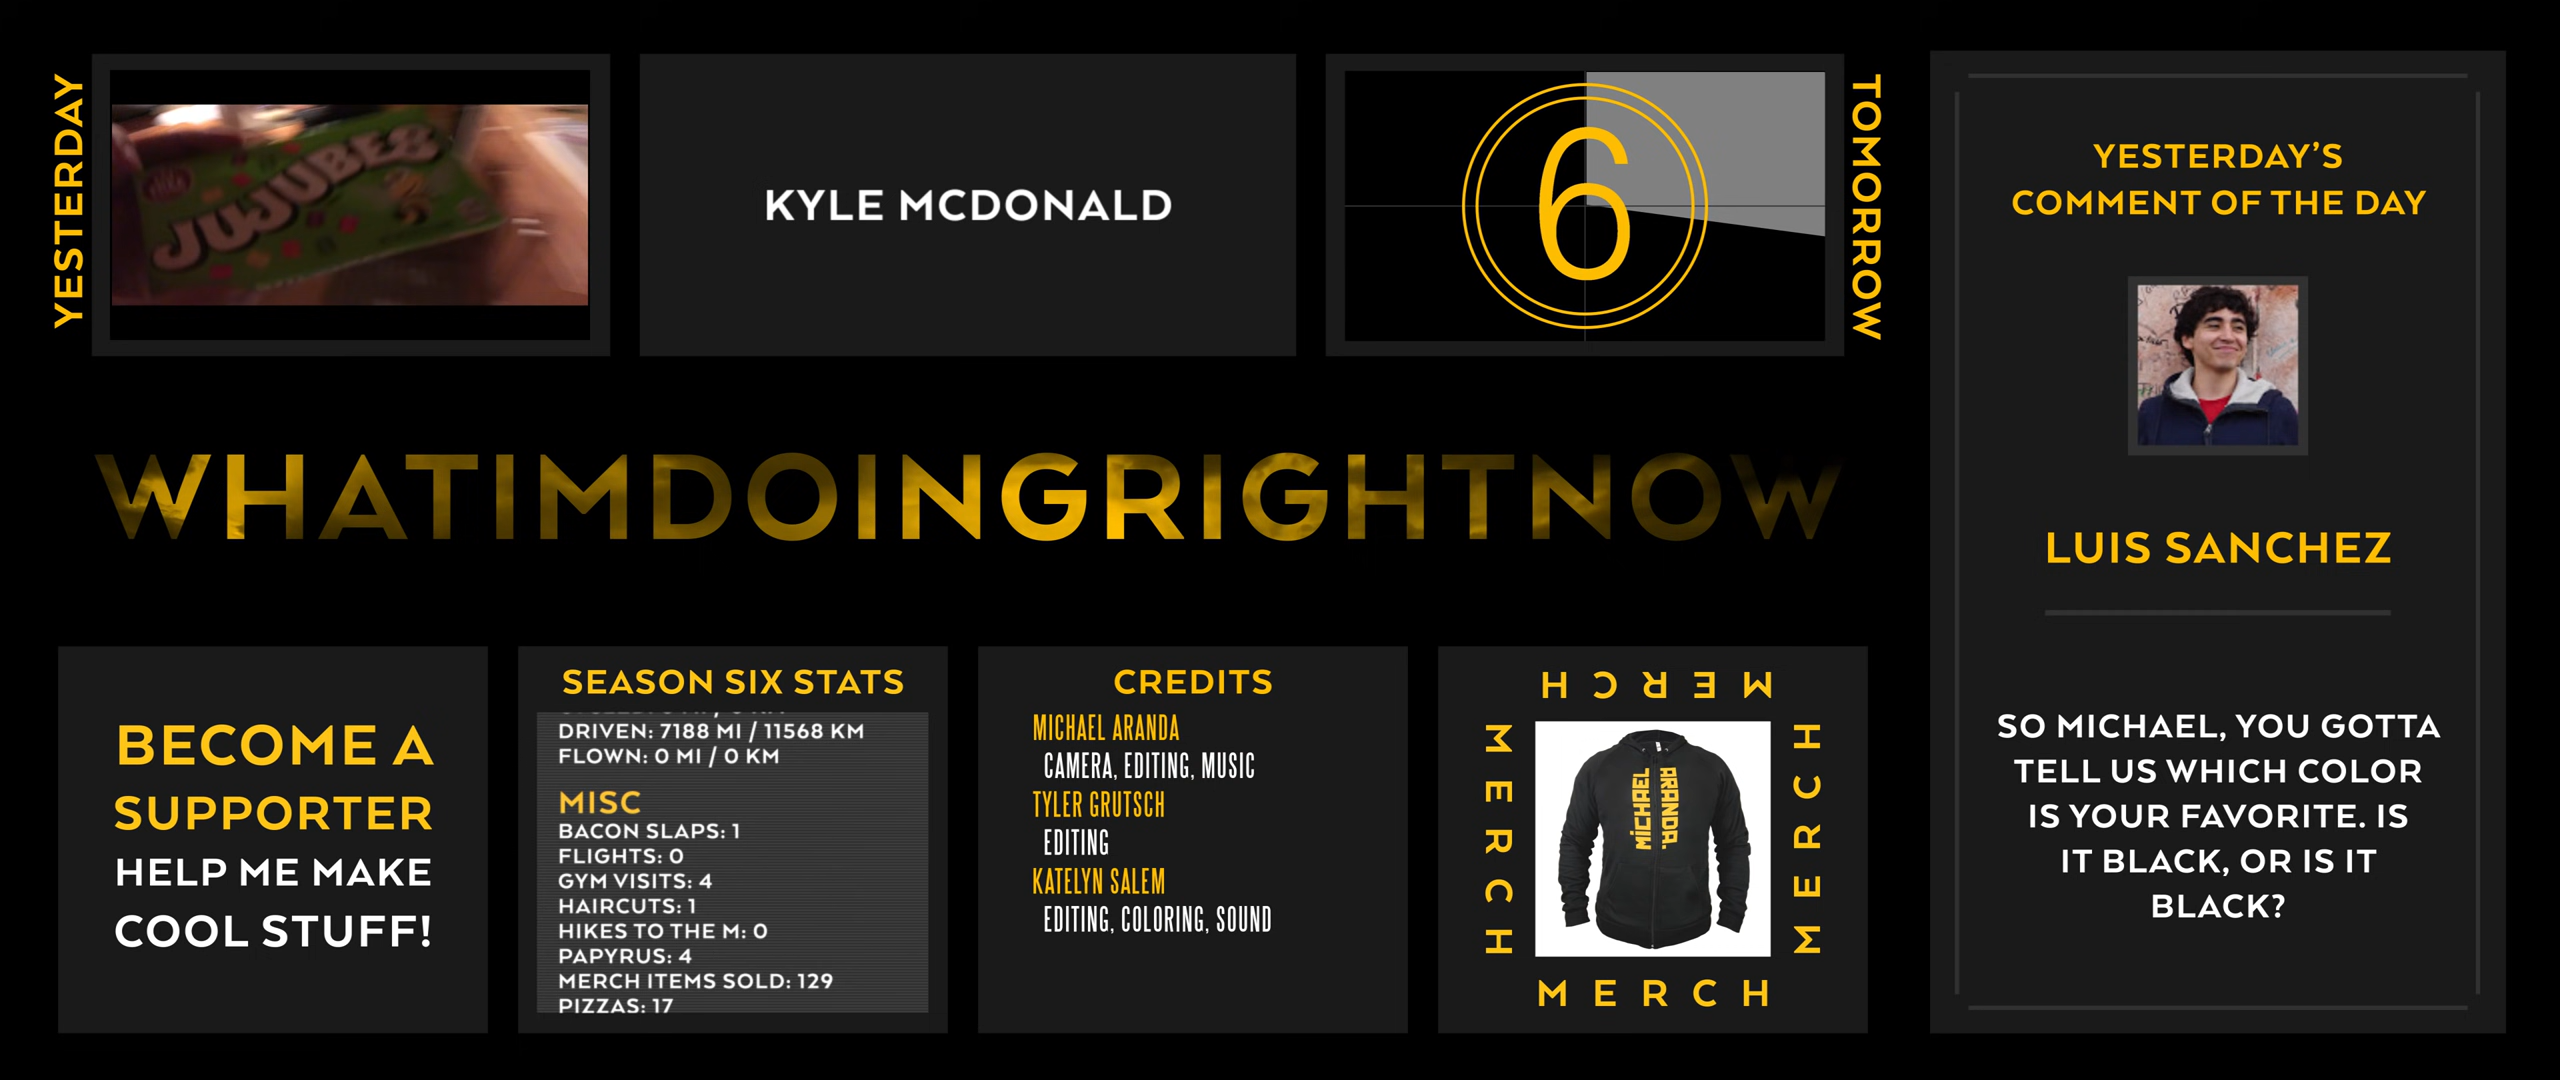 YESTERDAY
JUJUBES
KYLE MCDONALD
6
TOMORROW
YESTERDAY'S
COMMENT OF THE DAY
LUIS SANCHEZ
SO MICHAEL, YOU GOTTA
TELL US WHICH COLOR
IS YOUR FAVORITE. IS
IT BLACK, OR IS IT
BLACK?
WHATIMDOINGRIGHTNOW
BECOME A
SUPPORTER
HELP ME MAKE
COOL STUFF!
SEASON SIX STATS
DRIVEN: 7188 MI / 11568 KM
FLOWN: 0 MI / 0 KM
MISC
BACON SLAPS: 1
FLIGHTS: 0
GYM VISITS: 4
HAIRCUTS: 1
HIKES TO THE M: 0
PAPYRUS: 4
MERCH ITEMS SOLD: 129
PIZZAS: 17
CREDITS
MICHAEL ARANDA
CAMERA, EDITING, MUSIC
TYLER GRUTSCH
EDITING
KATELYN SALEM
EDITING, COLORING, SOUND
MERCH
MERCH
MICHAEL
ARANDA.
MERCH
MERCH